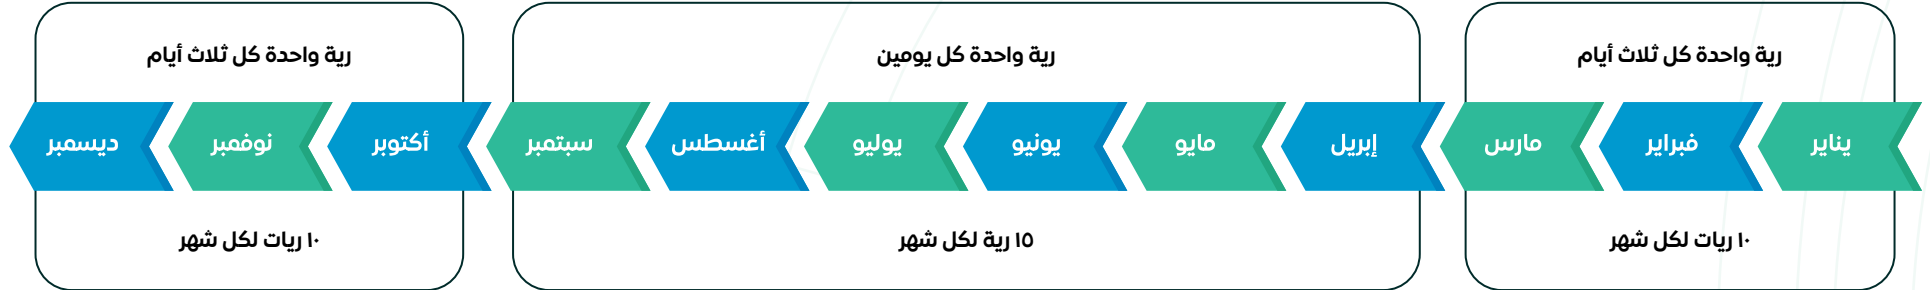 رية واحدة كل ثلاث أيام
رية واحدة كل يومين
رية واحدة كل ثلاث أيام
يناير
فبراير
مارس
إبريل
مايو
يونيو
يوليو
أغسطس
سبتمبر
أكتوبر
نوفمبر
ديسمبر
١٠ ريات لكل شهر
١٥ رية لكل شهر
١٠ ريات لكل شهر